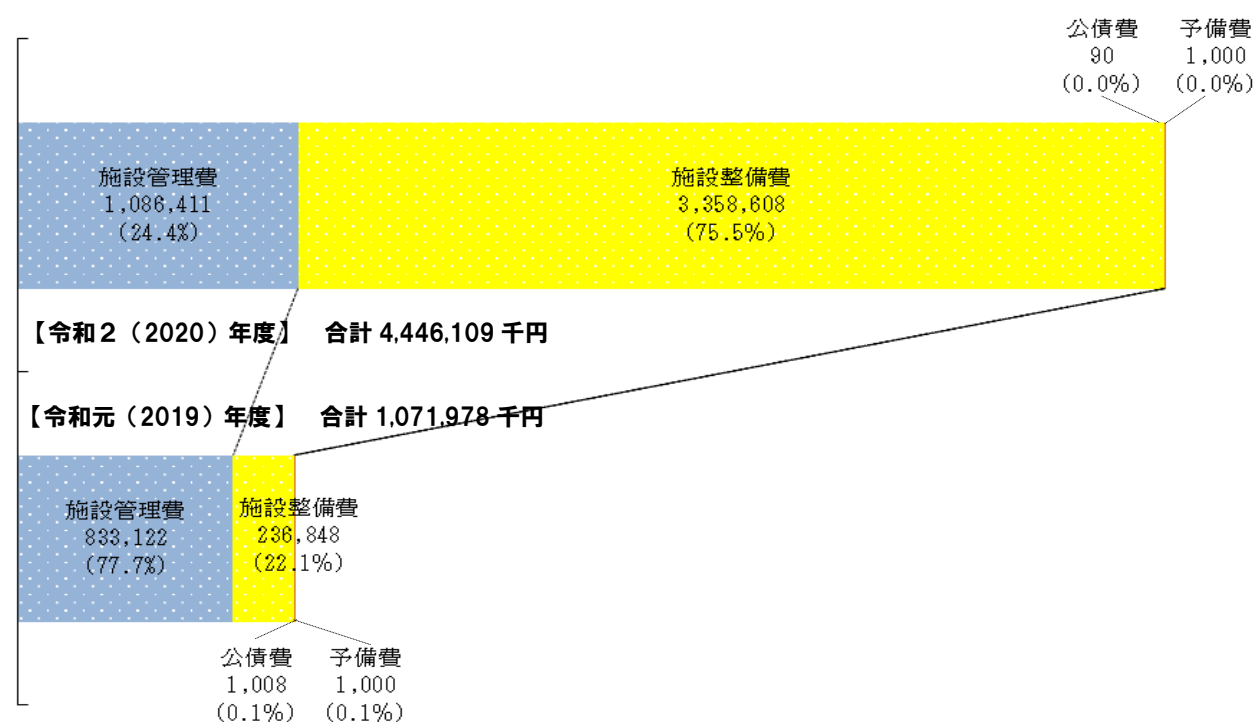 公債費
90
(0.0%)
予備費
1,000
(0.0%)
施設管理費
1,086,411
(24.4%)
施設整備費
3,358,608
(75.5%)
【令和２（2020）年度】　合計 4,446,109 千円
【令和元（2019）年度】　合計 1,071,978 千円
施設管理費
833,122
(77.7%)
施設整備費
236,848
(22.1%)
公債費
1,008
(0.1%)
予備費
1,000
(0.1%)